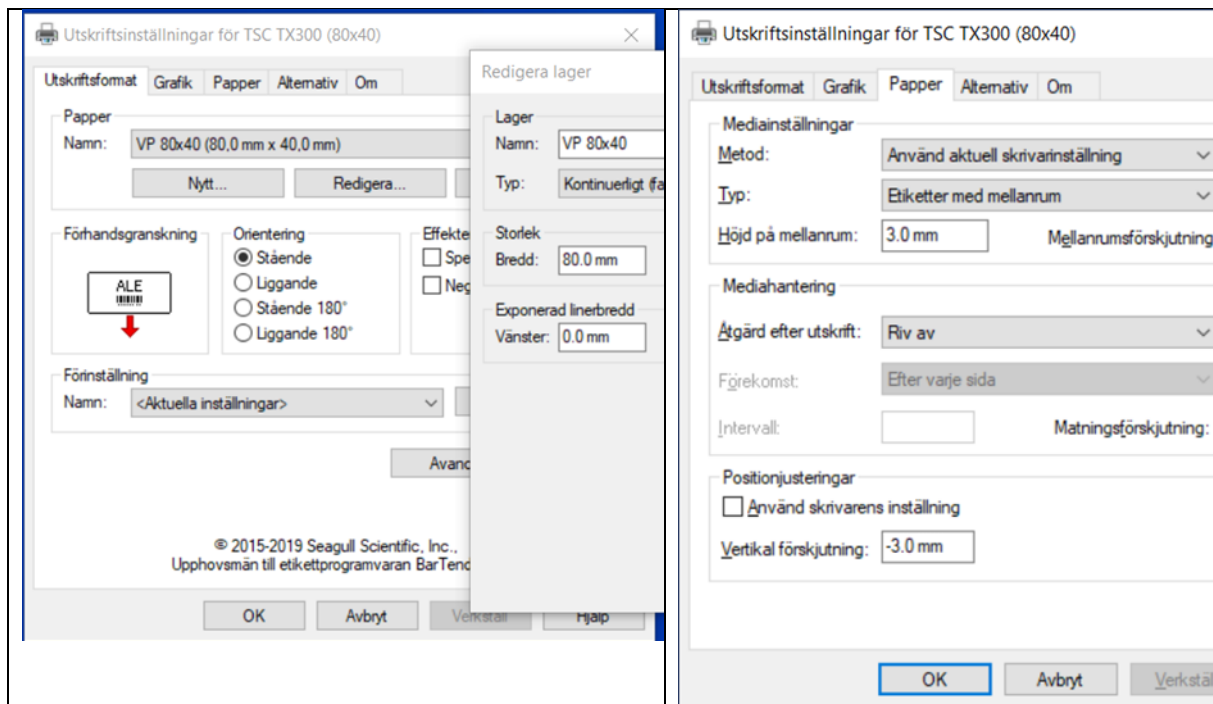 Utskriftsinställningar för TSC TX300 (80x40)
Utskriftsformat Grafik Papper Alternativ Om
Papper
Namn: VP 80x40 (80,0 mm x 40,0 mm)
Nytt... Redigera...
Förhandsgranskning
ALE
Orientering
Stående
Liggande
Stående 180°
Liggande 180°
Effekte
Spe
Neg
Förinställning
Namn: <Aktuella inställningar>
Avanc
© 2015-2019 Seagull Scientific, Inc.,
Upphovsmän till etikettprogramvaran BarTend
OK Avbryt Verkställ Hjälp
Redigera lager
Lager
Namn: VP 80x40
Typ: Kontinuerligt (fa
Storlek
Bredd: 80.0 mm
Exponerad linerbredd
Vänster: 0.0 mm
Utskriftsinställningar för TSC TX300 (80x40)
Utskriftsformat Grafik Papper Alternativ Om
Mediainställningar
Metod: Använd aktuell skrivarinställning
Typ: Etiketter med mellanrum
Höjd på mellanrum: 3.0 mm Mellanrumsförskjutning
Mediahantering
Åtgärd efter utskrift: Riv av
Förekomst: Efter varje sida
Intervall: Matningsförskjutning:
Positionjusteringar
Använd skrivarens inställning
Vertikal förskjutning: -3.0 mm
OK Avbryt Verkstäl